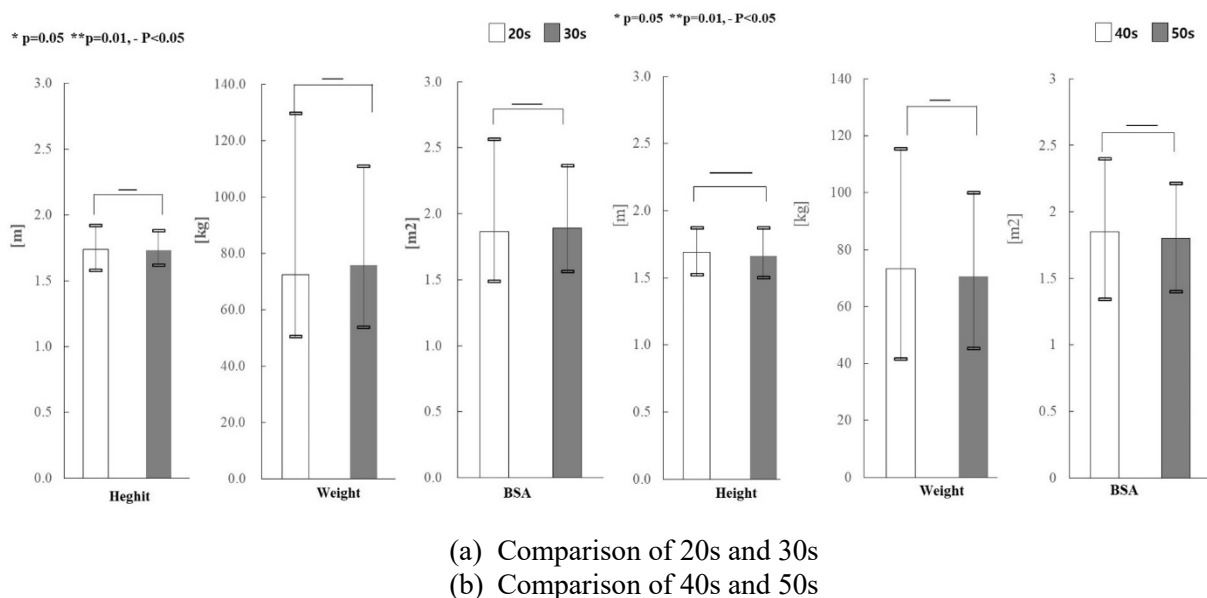 * p=0.05 **p=0.01, - P<0.05
20s 30s
* p=0.05 **p=0.01, - P<0.05
40s 50s
[m]
3.0
2.5
2.0
1.5
1.0
0.5
0.0
Heghit
[kg]
140.0
120.0
100.0
80.0
60.0
40.0
20.0
0.0
Weight
[m2]
3.0
2.5
2.0
1.5
1.0
0.5
0.0
BSA
[m]
3.0
2.5
2.0
1.5
1.0
0.5
0.0
Height
[kg]
140
120
100
80
60
40
20
0
Weight
[m2]
3
2.5
2
1.5
1
0.5
0
BSA
(a) Comparison of 20s and 30s
(b) Comparison of 40s and 50s